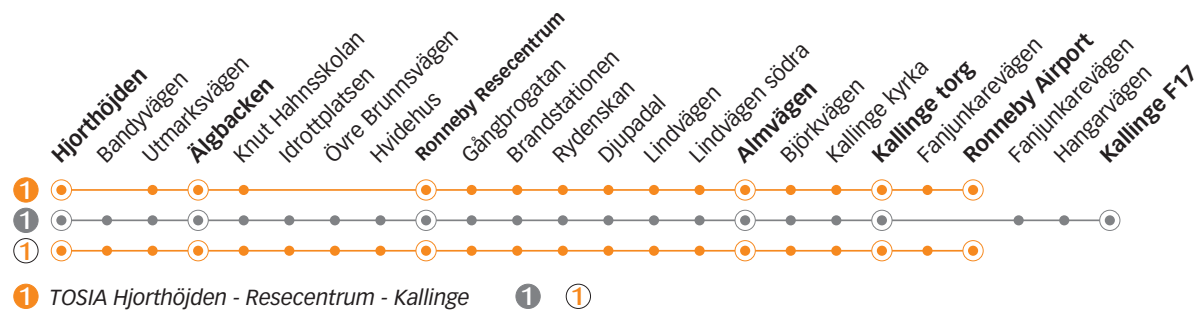 Hjorthöjden
Bandyvägen
Utmarksvägen
Älgbacken
Knut Hahnsskolan
Idrottplatsen
Övre Brunnsvägen
Hvidehus
Ronneby Resecentrum
Gångbrogatan
Brandstationen
Rydenskan
Djupadal
Lindvägen
Lindvägen södra
Almvägen
Björkvägen
Kallinge Kyrka
Kallinge torg
Fanjunkarevägen
Ronneby Airport
Fanjunkarevägen
Hangarvägen
Kallinge F17
1
1
1
1 TOSIA Hjorthöjden - Resecentrum - Kallinge 1 1